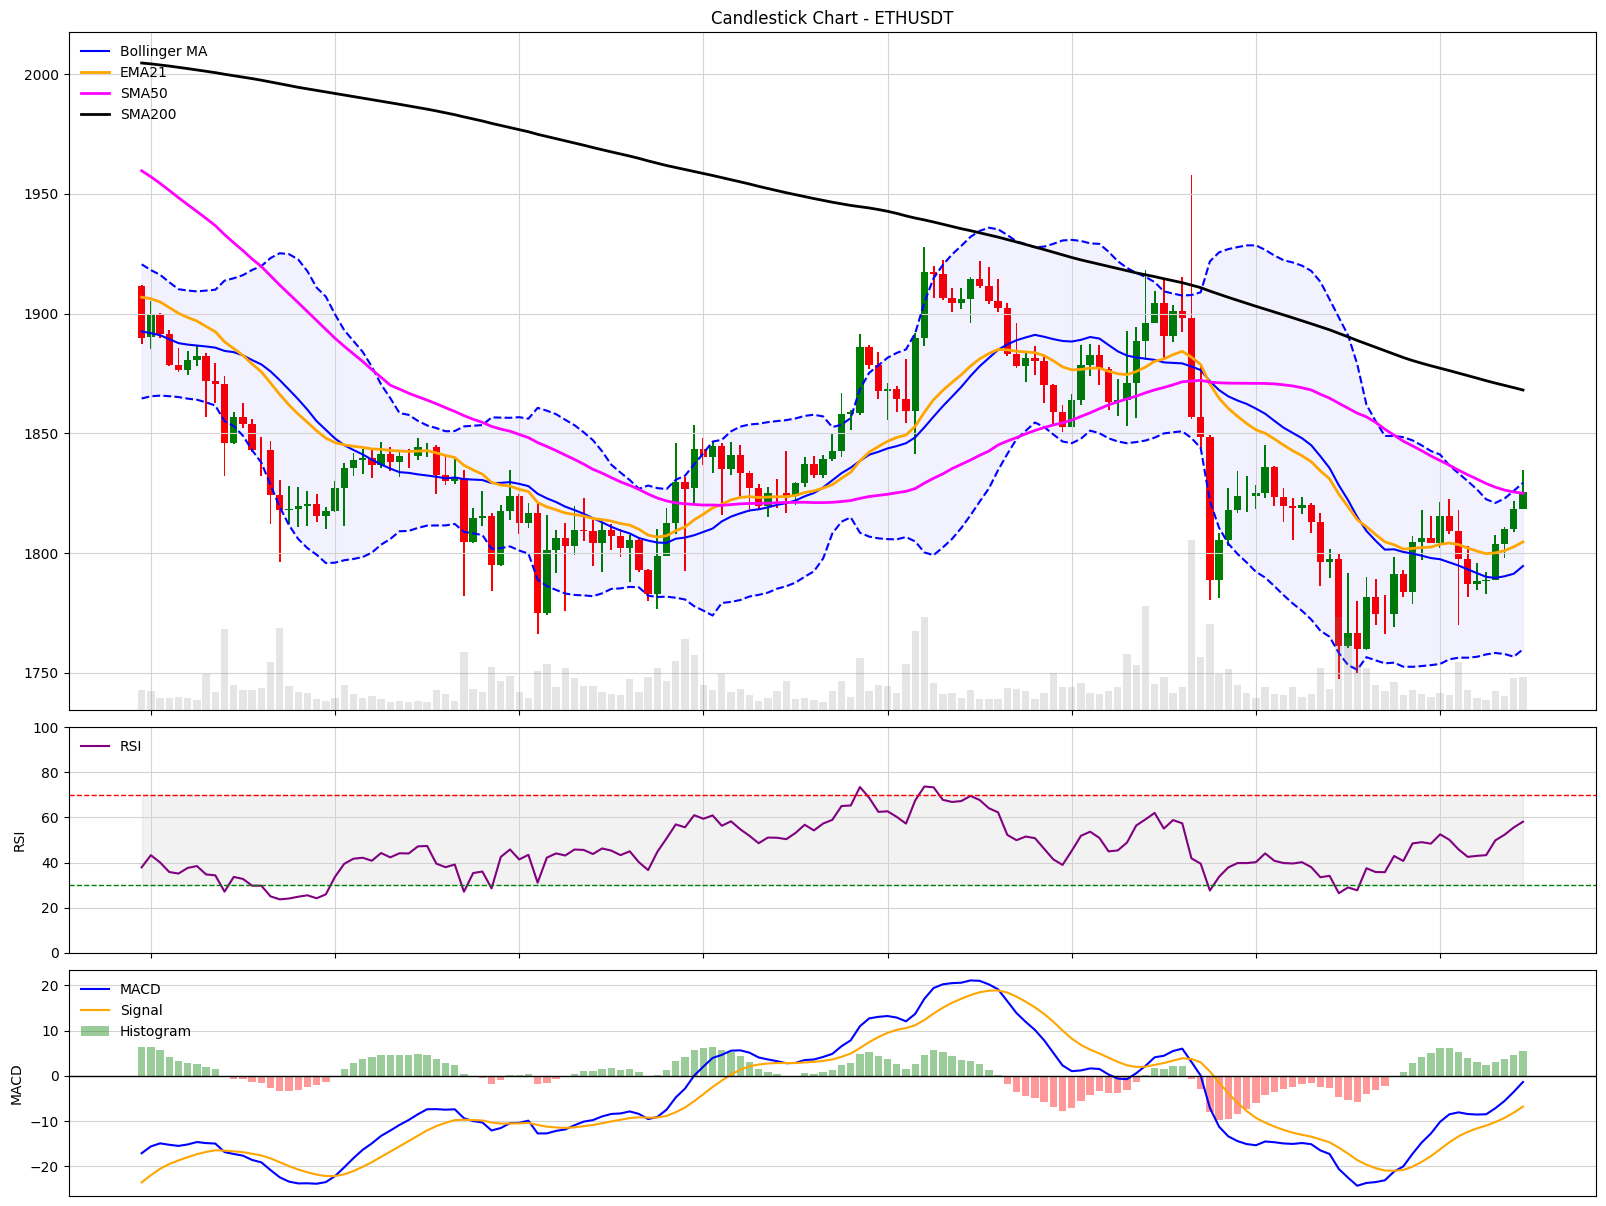 Candlestick Chart - ETHUSDT
Bollinger MA
EMA21
SMA50
SMA200
2000
1950
1900
1850
1800
1750
RSI
100
80
60
40
20
0
RSI
MACD
Signal
Histogram
20
10
0
−10
−20
MACD